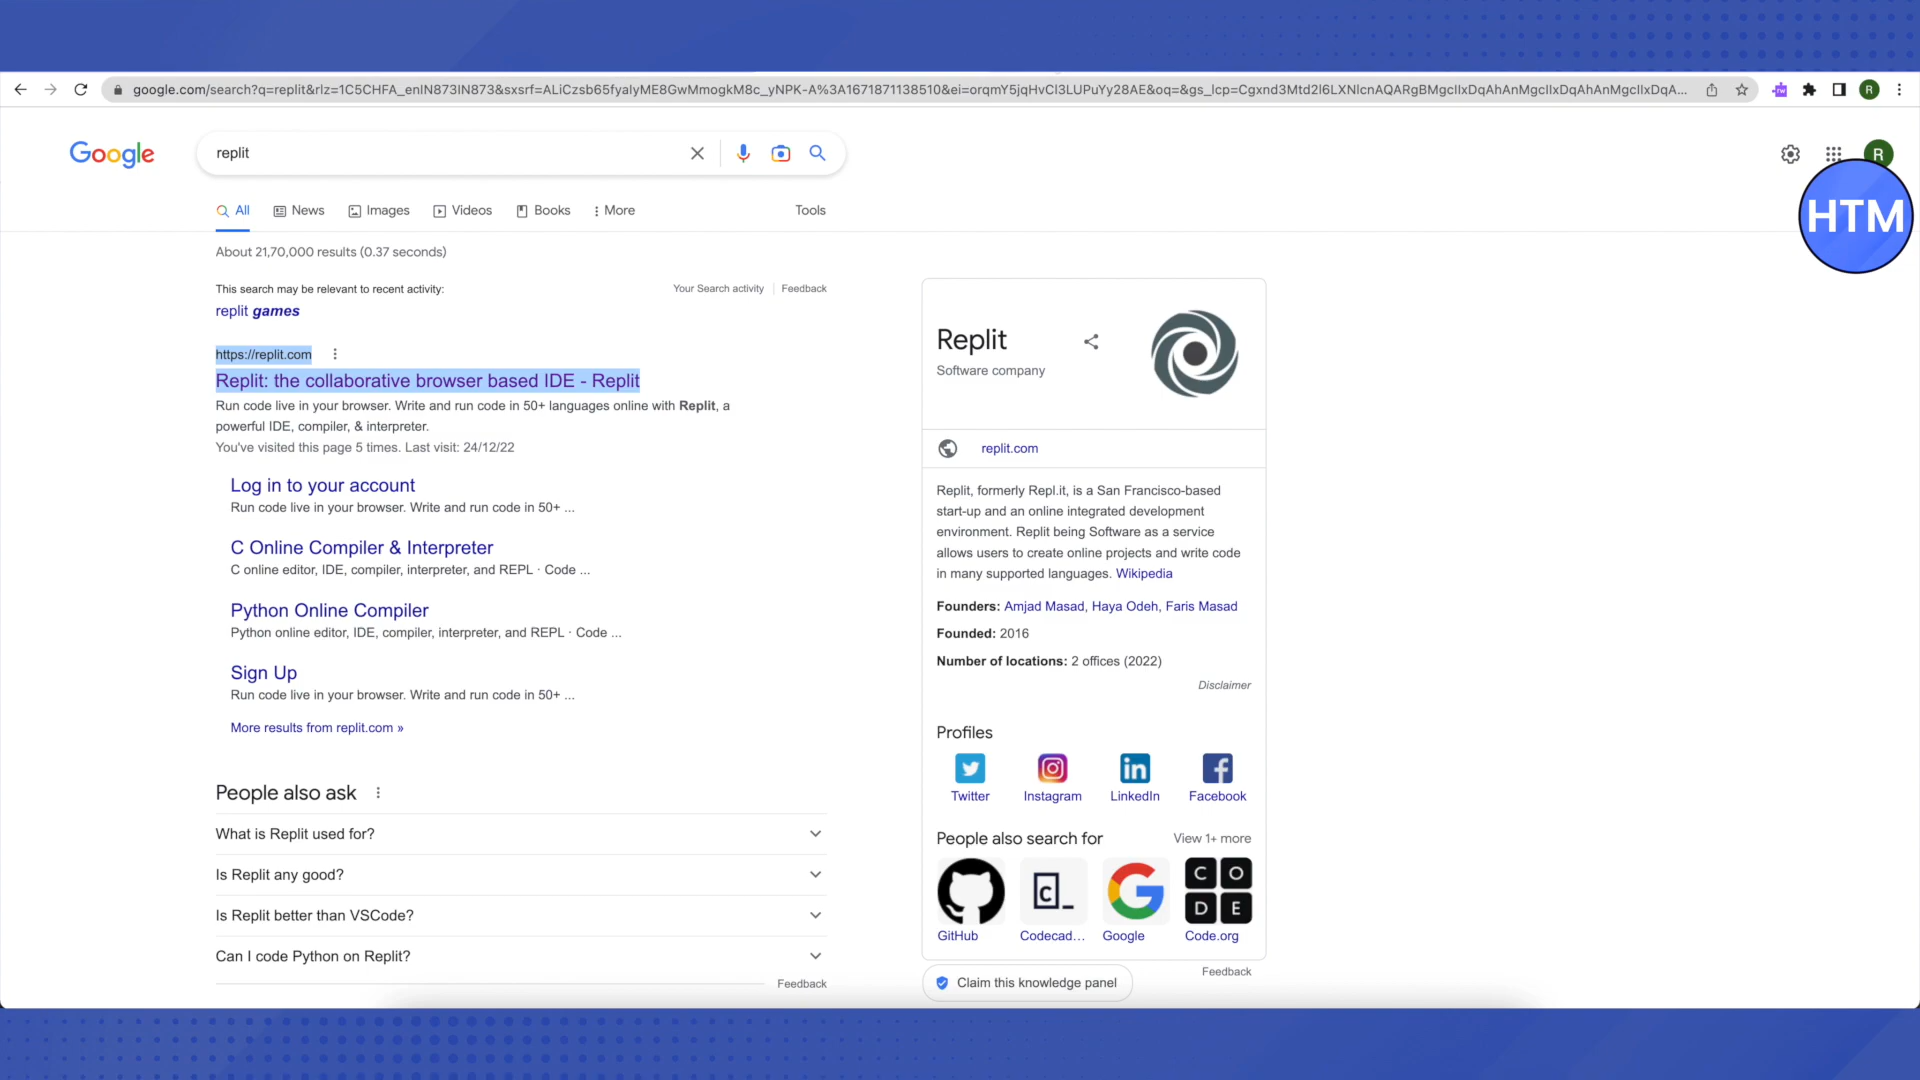 google.com/search?q=replit&rlz=1C5CHFA_enIN873IN873&sxsrf=ALiCzsb65fyalyME8GwMmogkM8c_yNPK-A%3A1671871138510&ei=orqmY5jqHvCl3LUPuYy28AE&oq=&gs_lcp=Cgxnd3Mtd2l6LXNlcnAQARgBMgcIIxDqAhAnMgcIIxDqAhAnMgcIIxDqA...
R
Google
replit
R
HTM
All
News
Images
Videos
Books
More
Tools
About 21,70,000 results (0.37 seconds)
This search may be relevant to recent activity:
Your Search activity
Feedback
replit games
https://replit.com
Replit: the collaborative browser based IDE - Replit
Run code live in your browser. Write and run code in 50+ languages online with Replit, a
powerful IDE, compiler, & interpreter.
You've visited this page 5 times. Last visit: 24/12/22
Log in to your account
Run code live in your browser. Write and run code in 50+ ...
C Online Compiler & Interpreter
C online editor, IDE, compiler, interpreter, and REPL · Code ...
Python Online Compiler
Python online editor, IDE, compiler, interpreter, and REPL · Code ...
Sign Up
Run code live in your browser. Write and run code in 50+ ...
More results from replit.com »
People also ask
What is Replit used for?
Is Replit any good?
Is Replit better than VSCode?
Can I code Python on Replit?
Feedback
Replit
Software company
replit.com
Replit, formerly Repl.it, is a San Francisco-based
start-up and an online integrated development
environment. Replit being Software as a service
allows users to create online projects and write code
in many supported languages. Wikipedia
Founders: Amjad Masad, Haya Odeh, Faris Masad
Founded: 2016
Number of locations: 2 offices (2022)
Disclaimer
Profiles
Twitter
Instagram
LinkedIn
Facebook
People also search for
View 1+ more
C O
D E
GitHub
Codecad...
Google
Code.org
Feedback
Claim this knowledge panel